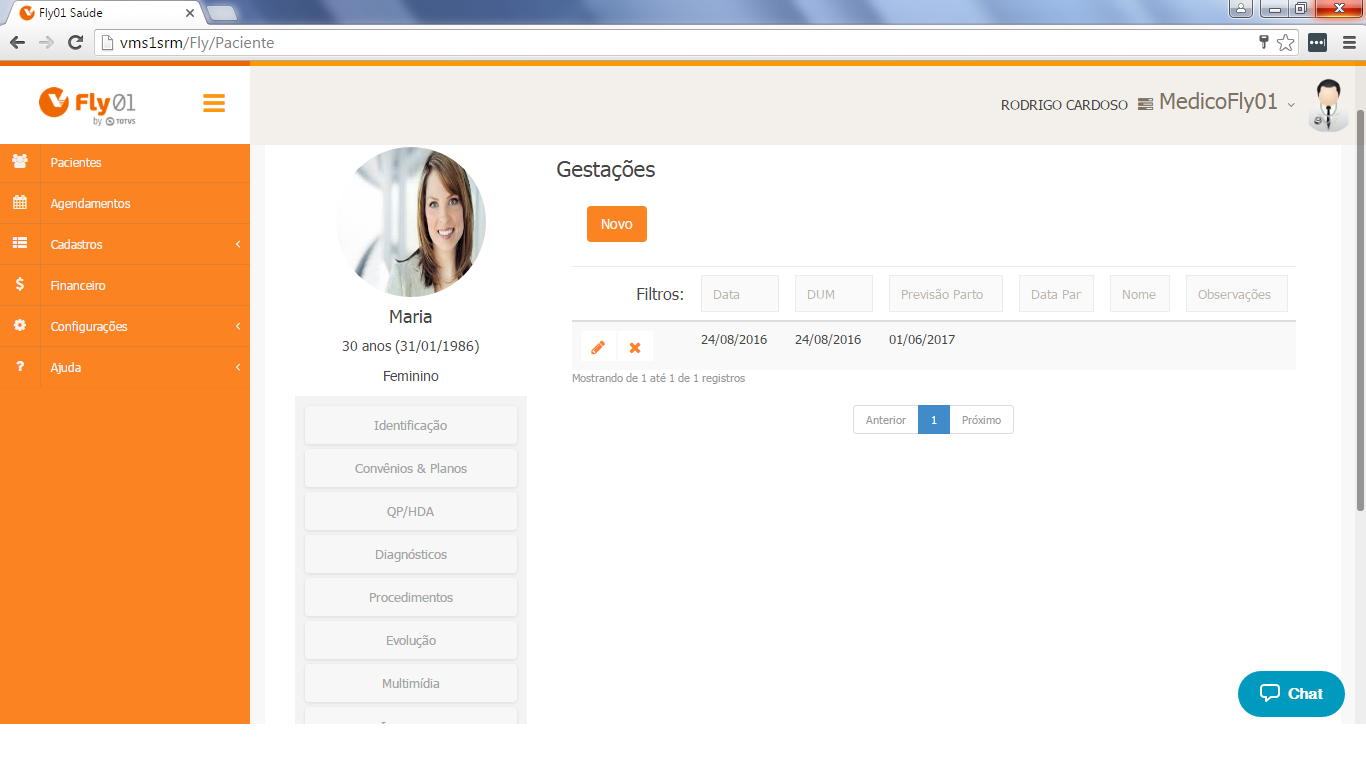 Fly01 Saúde
vms1srm/Fly/Paciente
Fly01
by TOTVS
RODRIGO CARDOSO MedicoFly01
Pacientes
Agendamentos
Cadastros
Financeiro
Configurações
Ajuda
Maria
30 anos (31/01/1986)
Feminino
Identificação
Convênios & Planos
QP/HDA
Diagnósticos
Procedimentos
Evolução
Multimídia
Gestações
Novo
Filtros: Data DUM Previsão Parto Data Par Nome Observações
24/08/2016 24/08/2016 01/06/2017
Mostrando de 1 até 1 de 1 registros
Anterior 1 Próximo
Chat